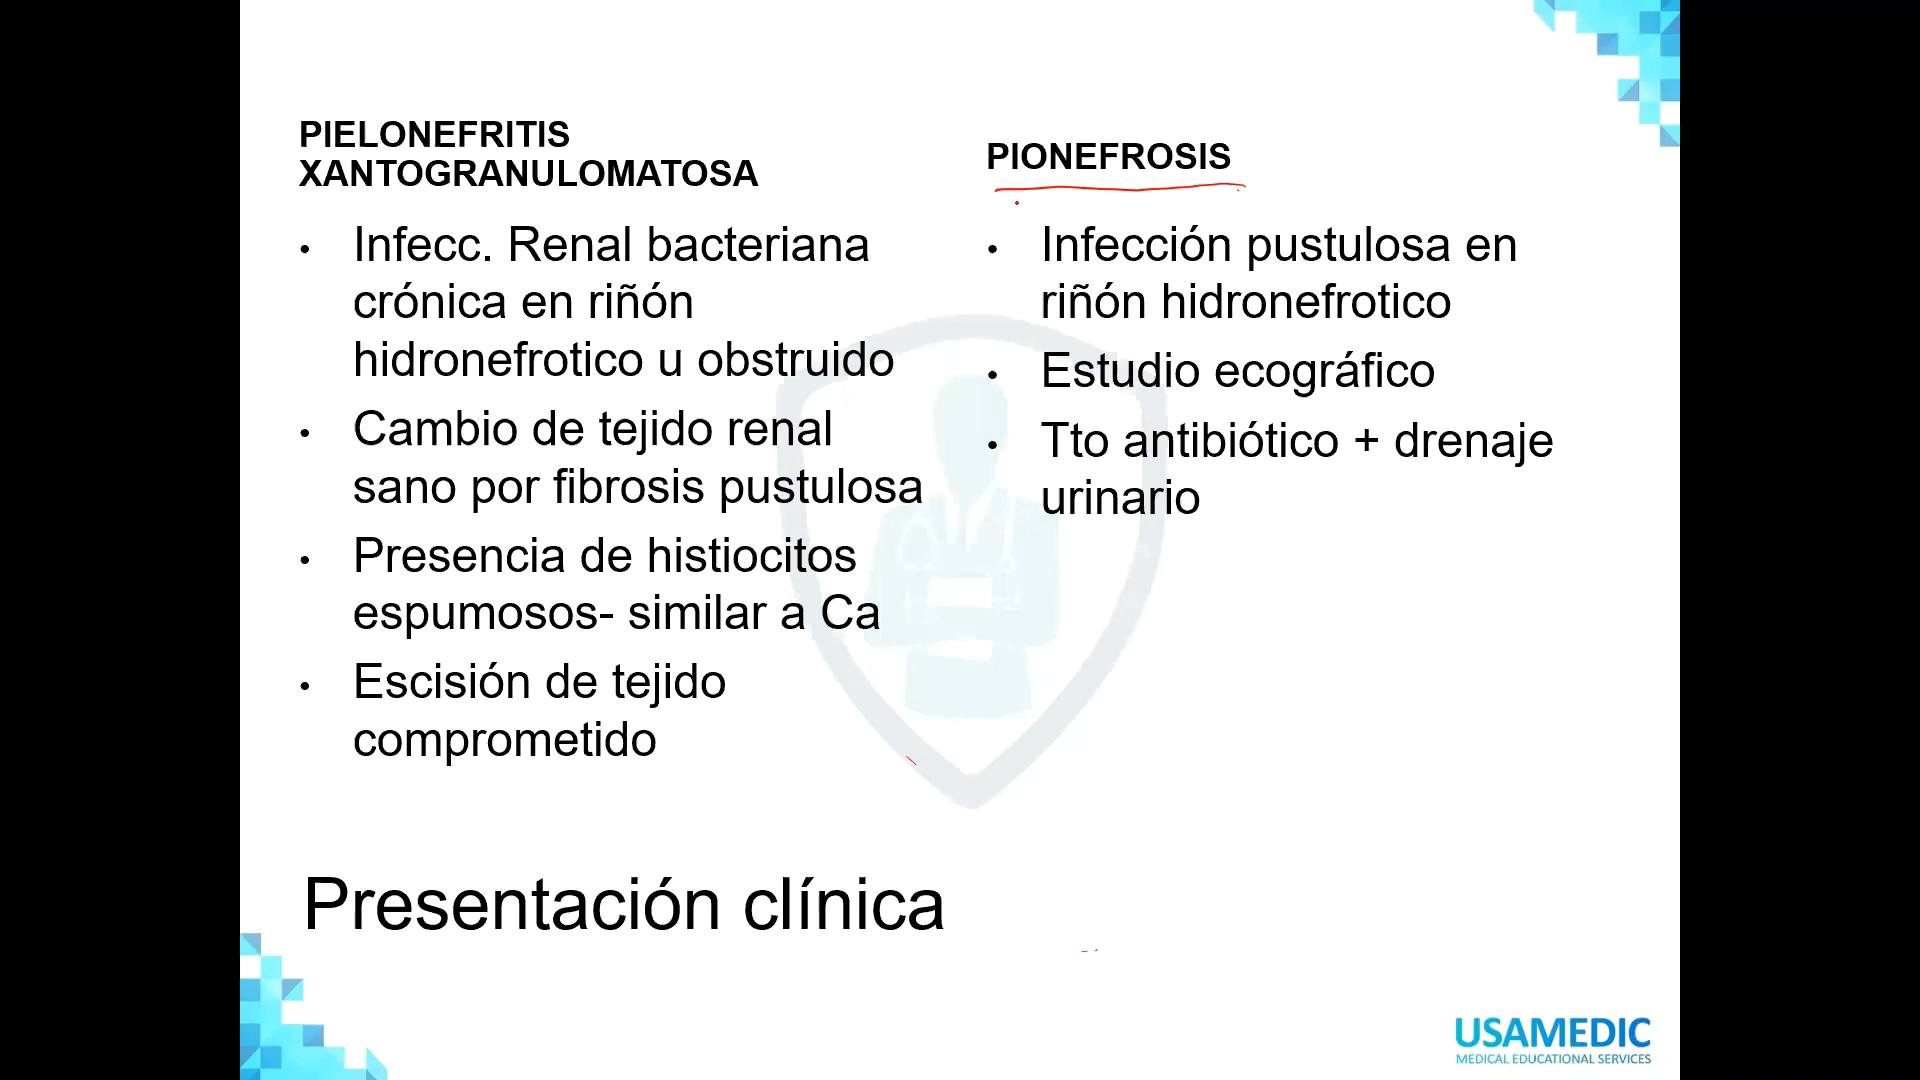 PIELONEFRITIS
XANTOGRANULOMATOSA
• Infecc. Renal bacteriana
crónica en riñón
hidronefrotico u obstruido
• Cambio de tejido renal
sano por fibrosis pustulosa
• Presencia de histiocitos
espumosos- similar a Ca
• Escisión de tejido
comprometido
PIONEFROSIS
• Infección pustulosa en
riñón hidronefrotico
• Estudio ecográfico
• Tto antibiótico + drenaje
urinario
Presentación clínica
USAMEDIC
MEDICAL EDUCATIONAL SERVICES